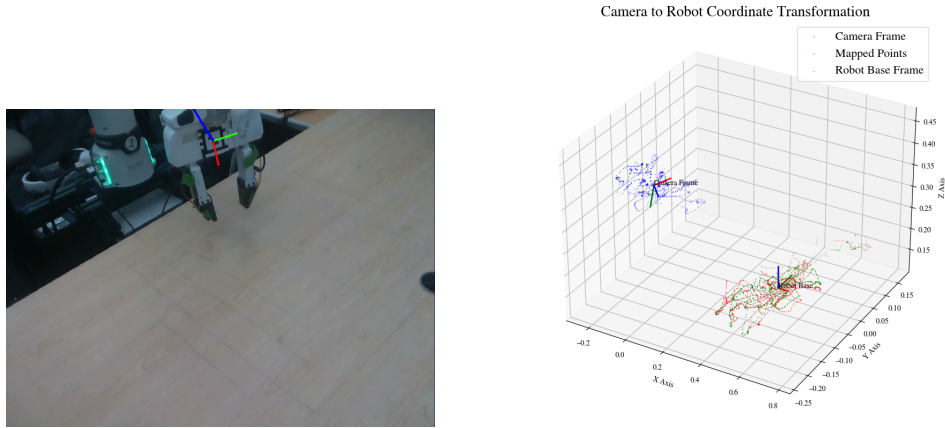 Camera to Robot Coordinate Transformation
Camera Frame
Mapped Points
Robot Base Frame
Camera Frame
Robot Base
0.45
0.40
0.35
0.30
0.25
0.20
0.15
Z Axis
0.15
0.10
0.05
0.00
−0.05
−0.10
−0.15
−0.20
−0.25
Y Axis
−0.2
0.0
0.2
0.4
0.6
0.8
X Axis